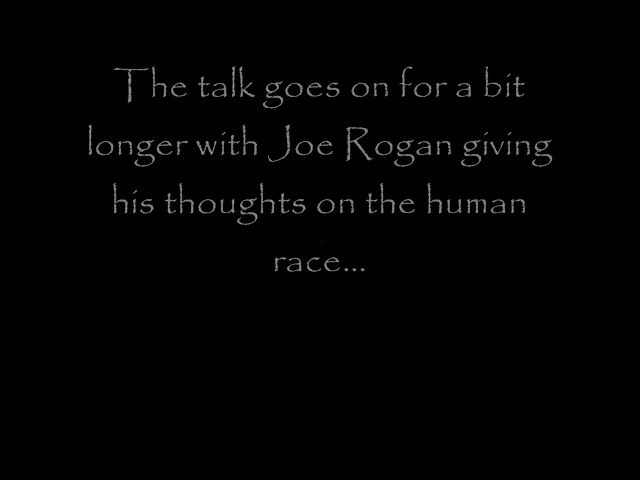 The talk goes on for a bit
longer with Joe Rogan giving
his thoughts on the human
race...